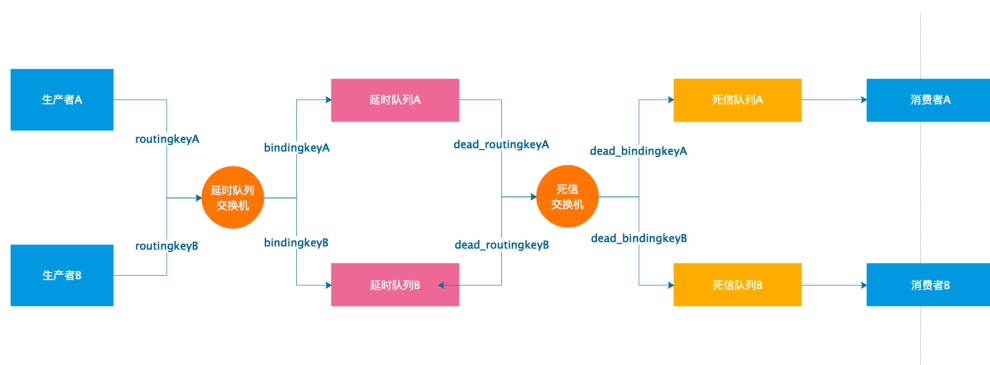 生产者A
延时队列A
死信队列A
消费者A
routingkeyA
bindingkeyA
dead_routingkeyA
dead_bindingkeyA
延时队列
交换机
死信
交换机
routingkeyB
bindingkeyB
dead_routingkeyB
dead_bindingkeyB
生产者B
延时队列B
死信队列B
消费者B